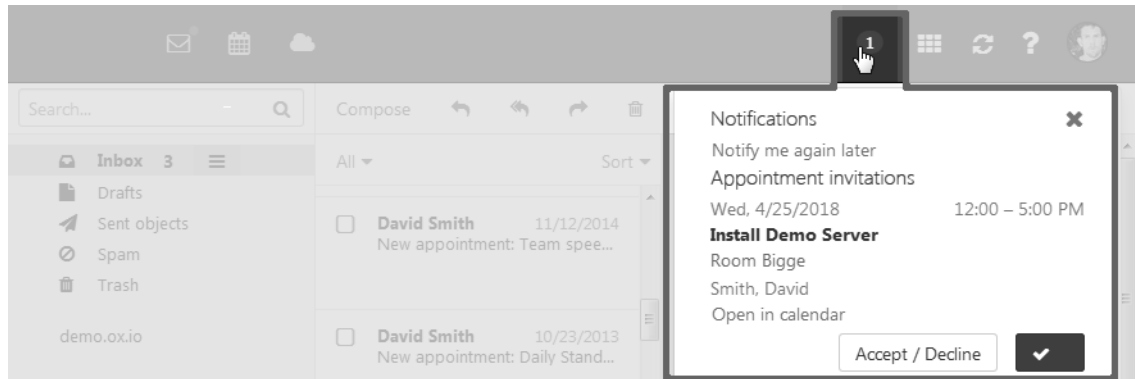 1
?
Search...
Inbox 3
Drafts
Sent objects
Spam
Trash
demo.ox.io
Compose
All
Sort
David Smith 11/12/2014
New appointment: Team spee...
David Smith 10/23/2013
New appointment: Daily Stand...
Notifications
Notify me again later
Appointment invitations
Wed, 4/25/2018 12:00 – 5:00 PM
Install Demo Server
Room Bigge
Smith, David
Open in calendar
Accept / Decline